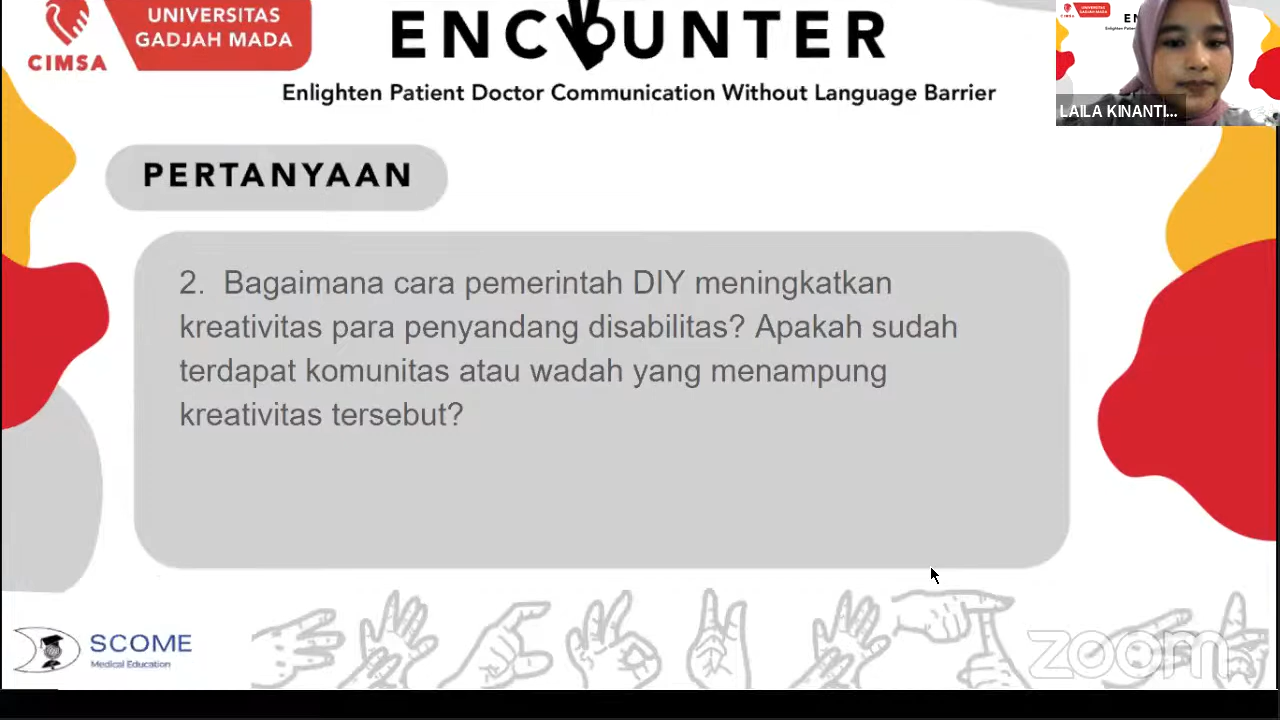 CIMSA
UNIVERSITAS
GADJAH MADA
ENCOUNTER
Enlighten Patient Doctor Communication Without Language Barrier
LAILA KINANTI...
PERTANYAAN
2. Bagaimana cara pemerintah DIY meningkatkan
kreativitas para penyandang disabilitas? Apakah sudah
terdapat komunitas atau wadah yang menampung
kreativitas tersebut?
SCOME
Medical Education
zoom